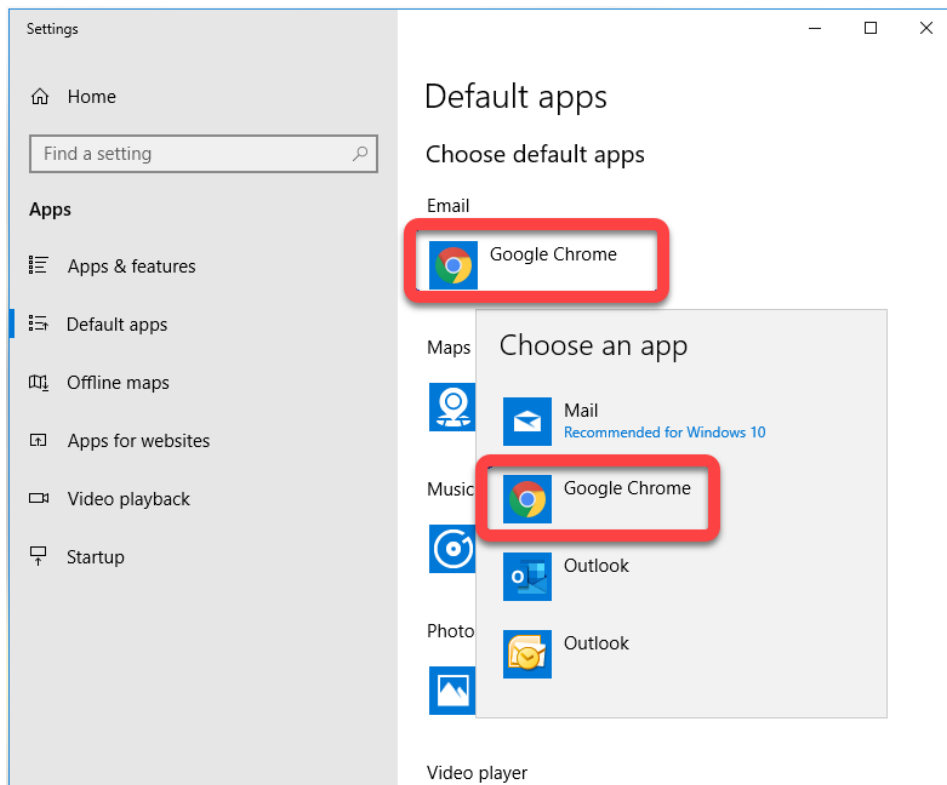 Settings
Home
Find a setting
Apps
Apps & features
Default apps
Offline maps
Apps for websites
Video playback
Startup
Default apps
Choose default apps
Email
Google Chrome
Maps
Music
Photo
Video player
Choose an app
Mail
Recommended for Windows 10
Google Chrome
Outlook
Outlook